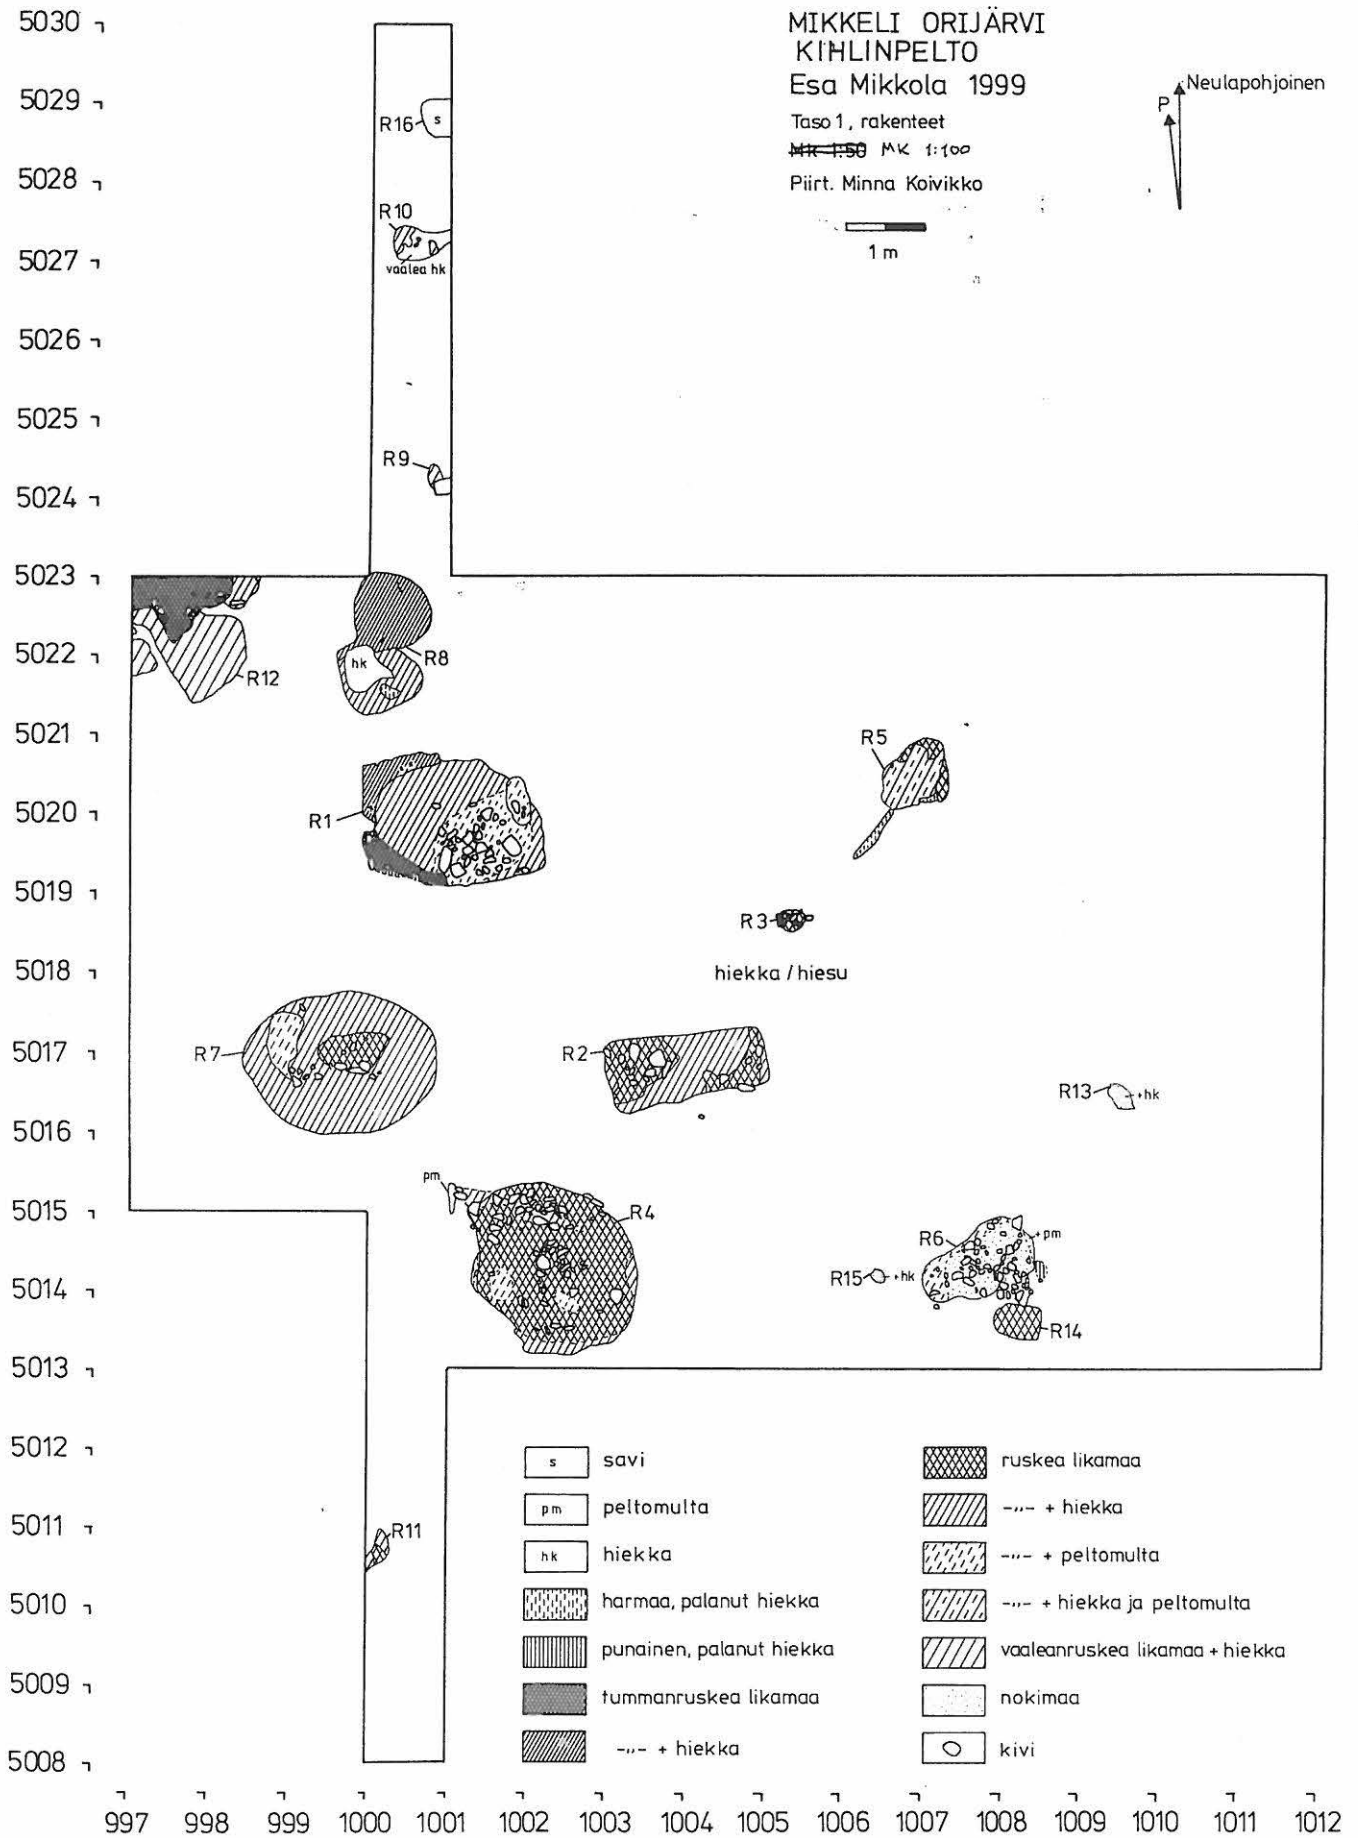 MIKKELI ORIJÄRVI
KIHLINPELTO
Esa Mikkola 1999
Taso 1, rakenteet
MK 1:50 MK 1:100
Piirt. Minna Koivikko
1 m
P
Neulapohjoinen
5030
5029
5028
5027
5026
5025
5024
5023
5022
5021
5020
5019
5018
5017
5016
5015
5014
5013
5012
5011
5010
5009
5008
R16
s
R10
vaalea hk
R9
R12
hk
R8
R5
R1
R3
hiekka / hiesu
R7
R2
R13
+hk
pm
R4
R6
+pm
R15
+hk
R14
R11
s savi
pm peltomulta
hk hiekka
harmaa, palanut hiekka
punainen, palanut hiekka
tummanruskea likamaa
-"- + hiekka
ruskea likamaa
-"- + hiekka
-"- + peltomulta
-"- + hiekka ja peltomulta
vaaleanruskea likamaa + hiekka
nokimaa
kivi
997 998 999 1000 1001 1002 1003 1004 1005 1006 1007 1008 1009 1010 1011 1012